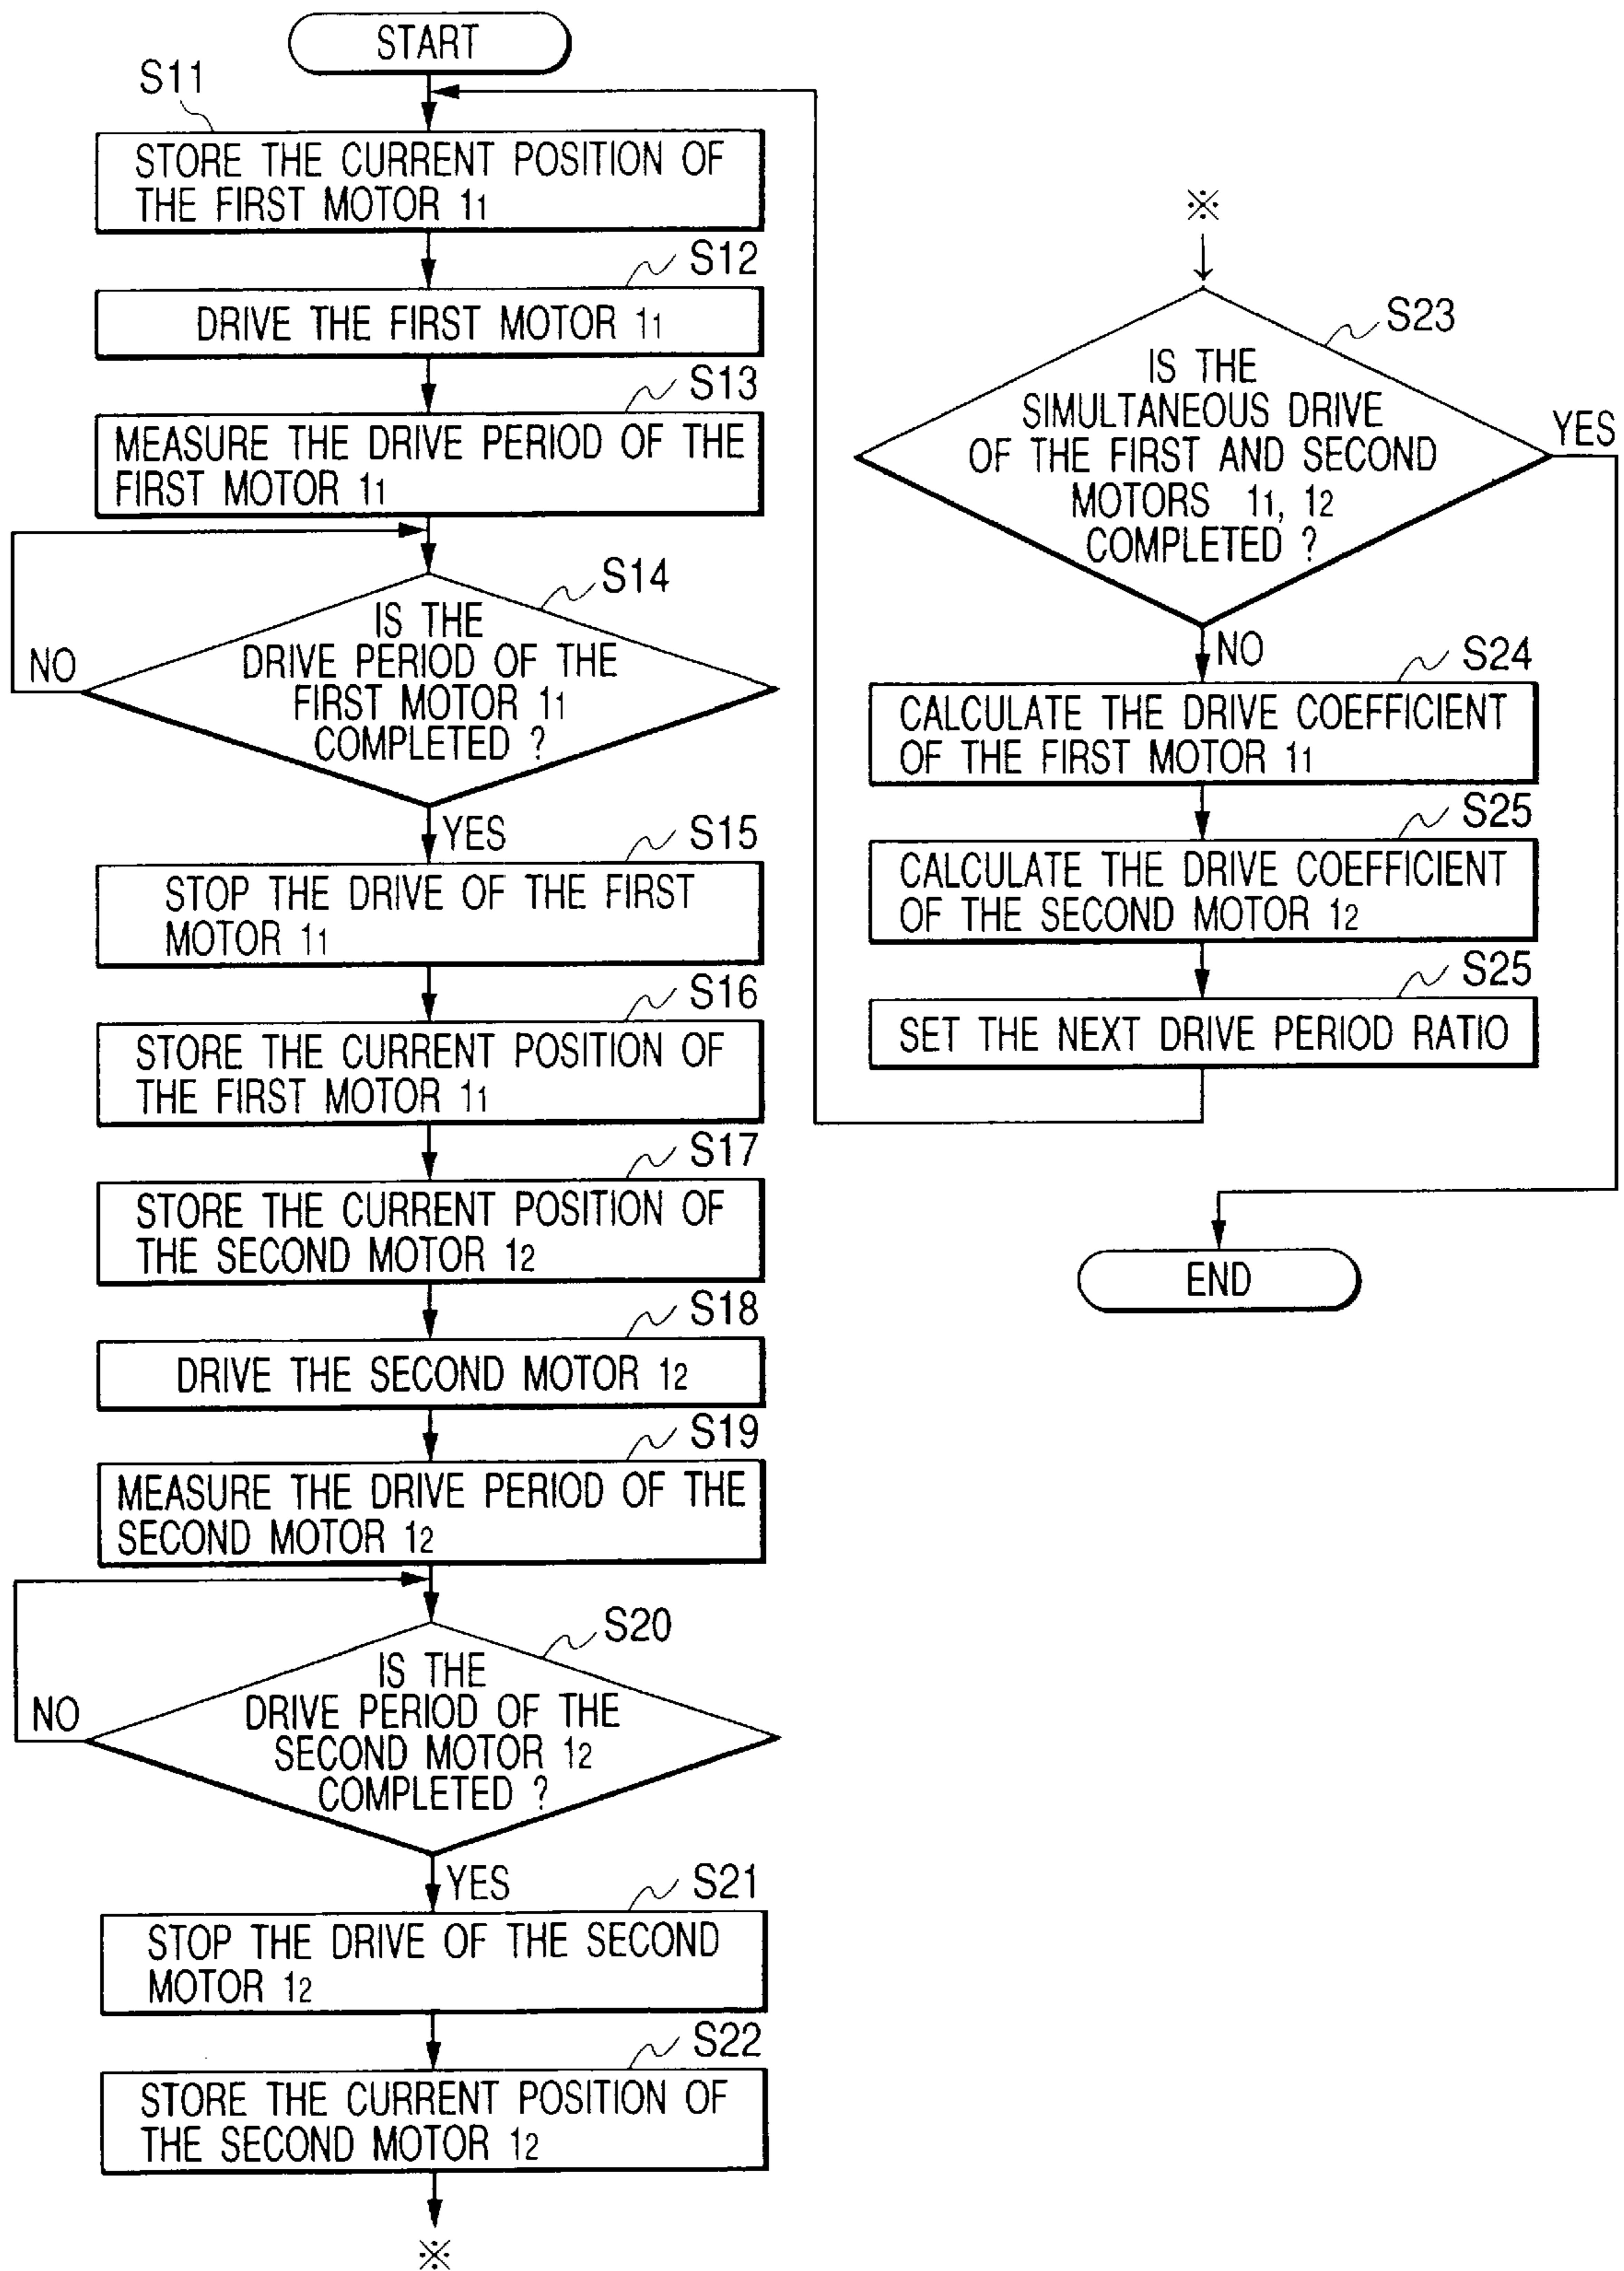 START
S11
STORE THE CURRENT POSITION OF
THE FIRST MOTOR 11
S12
DRIVE THE FIRST MOTOR 11
S13
MEASURE THE DRIVE PERIOD OF THE
FIRST MOTOR 11
S14
IS THE
DRIVE PERIOD OF THE
FIRST MOTOR 11
COMPLETED ?
NO
YES
S15
STOP THE DRIVE OF THE FIRST
MOTOR 11
S16
STORE THE CURRENT POSITION OF
THE FIRST MOTOR 11
S17
STORE THE CURRENT POSITION OF
THE SECOND MOTOR 12
S18
DRIVE THE SECOND MOTOR 12
S19
MEASURE THE DRIVE PERIOD OF THE
SECOND MOTOR 12
S20
IS THE
DRIVE PERIOD OF THE
SECOND MOTOR 12
COMPLETED ?
NO
YES
S21
STOP THE DRIVE OF THE SECOND
MOTOR 12
S22
STORE THE CURRENT POSITION OF
THE SECOND MOTOR 12
※
※
S23
IS THE
SIMULTANEOUS DRIVE
OF THE FIRST AND SECOND
MOTORS 11, 12
COMPLETED ?
YES
NO
S24
CALCULATE THE DRIVE COEFFICIENT
OF THE FIRST MOTOR 11
S25
CALCULATE THE DRIVE COEFFICIENT
OF THE SECOND MOTOR 12
S25
SET THE NEXT DRIVE PERIOD RATIO
END